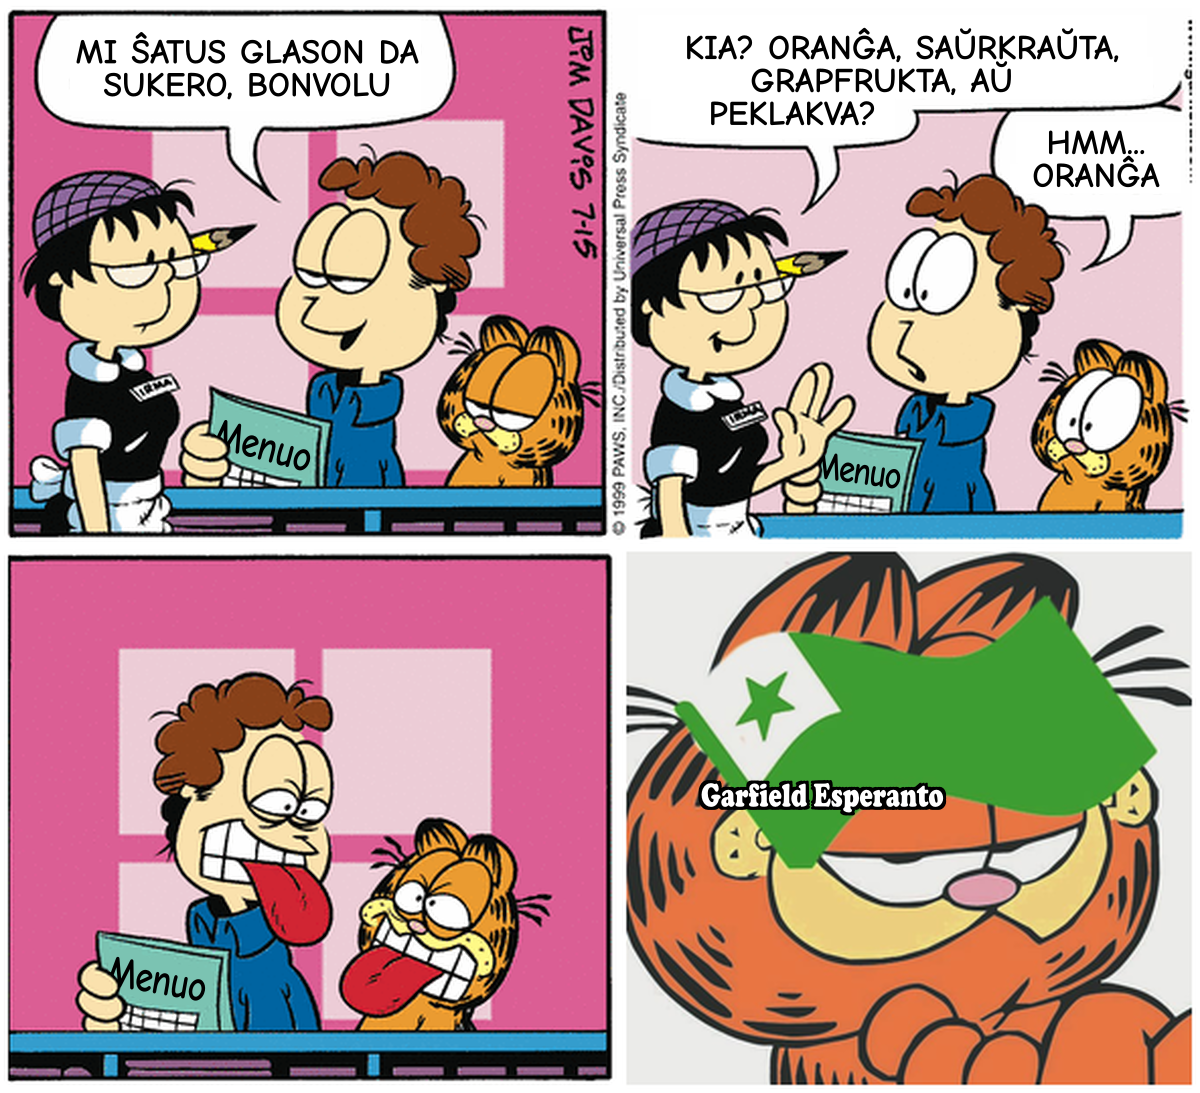 MI ŜATUS GLASON DA
SUKERO, BONVOLU
JIM DAVIS 7-15
IRMA
Menuo
© 1999 PAWS, INC./Distributed by Universal Press Syndicate
KIA? ORANĜA, SAŬRKRAŬTA,
GRAPFRUKTA, AŬ
PEKLAKVA?
HMM...
ORANĜA
IRMA
Menuo
Menuo
Garfield Esperanto